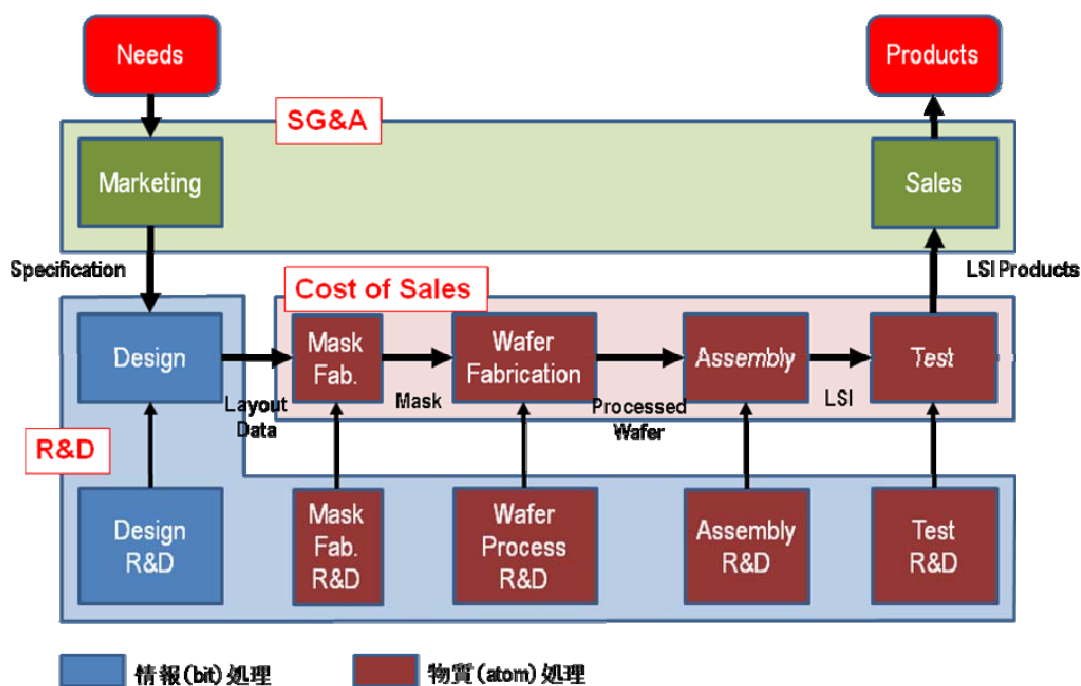 Needs
Products
SG&A
Marketing
Sales
Specification
LSI Products
Cost of Sales
Design
Mask
Fab.
Wafer
Fabrication
Assembly
Test
Layout
Data
Mask
Processed
Wafer
LSI
R&D
Design
R&D
Mask
Fab.
R&D
Wafer
Process
R&D
Assembly
R&D
Test
R&D
情報(bit)処理
物質(atom)処理